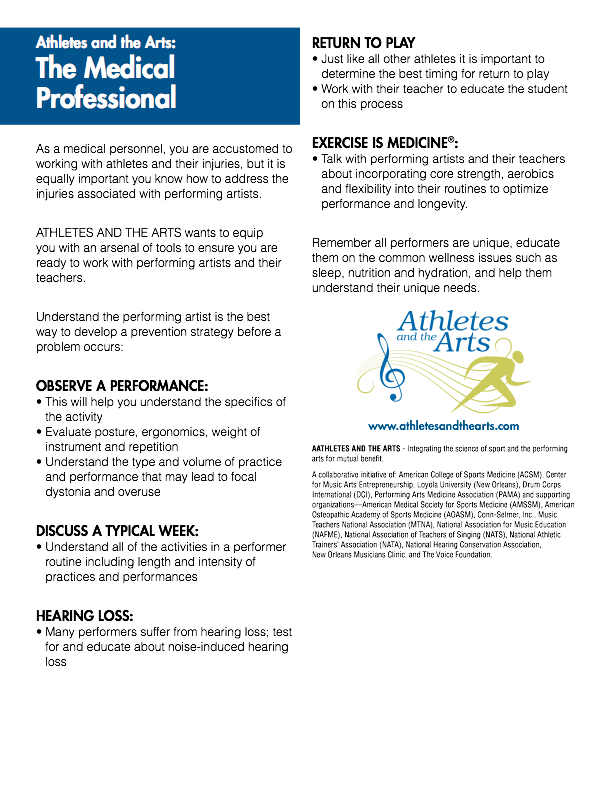 Athletes and the Arts:
The Medical
Professional
As a medical personnel, you are accustomed to
working with athletes and their injuries, but it is
equally important you know how to address the
injuries associated with performing artists.
ATHLETES AND THE ARTS wants to equip
you with an arsenal of tools to ensure you are
ready to work with performing artists and their
teachers.
Understand the performing artist is the best
way to develop a prevention strategy before a
problem occurs:
OBSERVE A PERFORMANCE:
• This will help you understand the specifics of
the activity
• Evaluate posture, ergonomics, weight of
instrument and repetition
• Understand the type and volume of practice
and performance that may lead to focal
dystonia and overuse
DISCUSS A TYPICAL WEEK:
• Understand all of the activities in a performer
routine including length and intensity of
practices and performances
HEARING LOSS:
• Many performers suffer from hearing loss; test
for and educate about noise-induced hearing
loss
RETURN TO PLAY
• Just like all other athletes it is important to
determine the best timing for return to play
• Work with their teacher to educate the student
on this process
EXERCISE IS MEDICINE®:
• Talk with performing artists and their teachers
about incorporating core strength, aerobics
and flexibility into their routines to optimize
performance and longevity.
Remember all performers are unique, educate
them on the common wellness issues such as
sleep, nutrition and hydration, and help them
understand their unique needs.
Athletes
and the Arts
www.athletesandthearts.com
AATHLETES AND THE ARTS - Integrating the science of sport and the performing
arts for mutual benefit.
A collaborative initiative of: American College of Sports Medicine (ACSM), Center
for Music Arts Entrepreneurship, Loyola University (New Orleans), Drum Corps
International (DCI), Performing Arts Medicine Association (PAMA) and supporting
organizations—American Medical Society for Sports Medicine (AMSSM), American
Osteopathic Academy of Sports Medicine (AOASM), Conn-Selmer, Inc., Music
Teachers National Association (MTNA), National Association for Music Education
(NAFME), National Association of Teachers of Singing (NATS), National Athletic
Trainers' Association (NATA), National Hearing Conservation Association,
New Orleans Musicians Clinic, and The Voice Foundation.